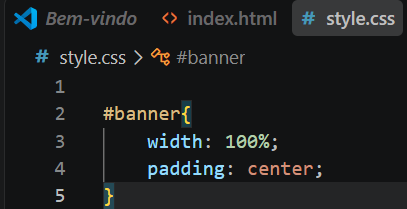 Bem-vindo <> index.html # style.css
# style.css > #banner
1
2 #banner{
3 width: 100%;
4 padding: center;
5 }